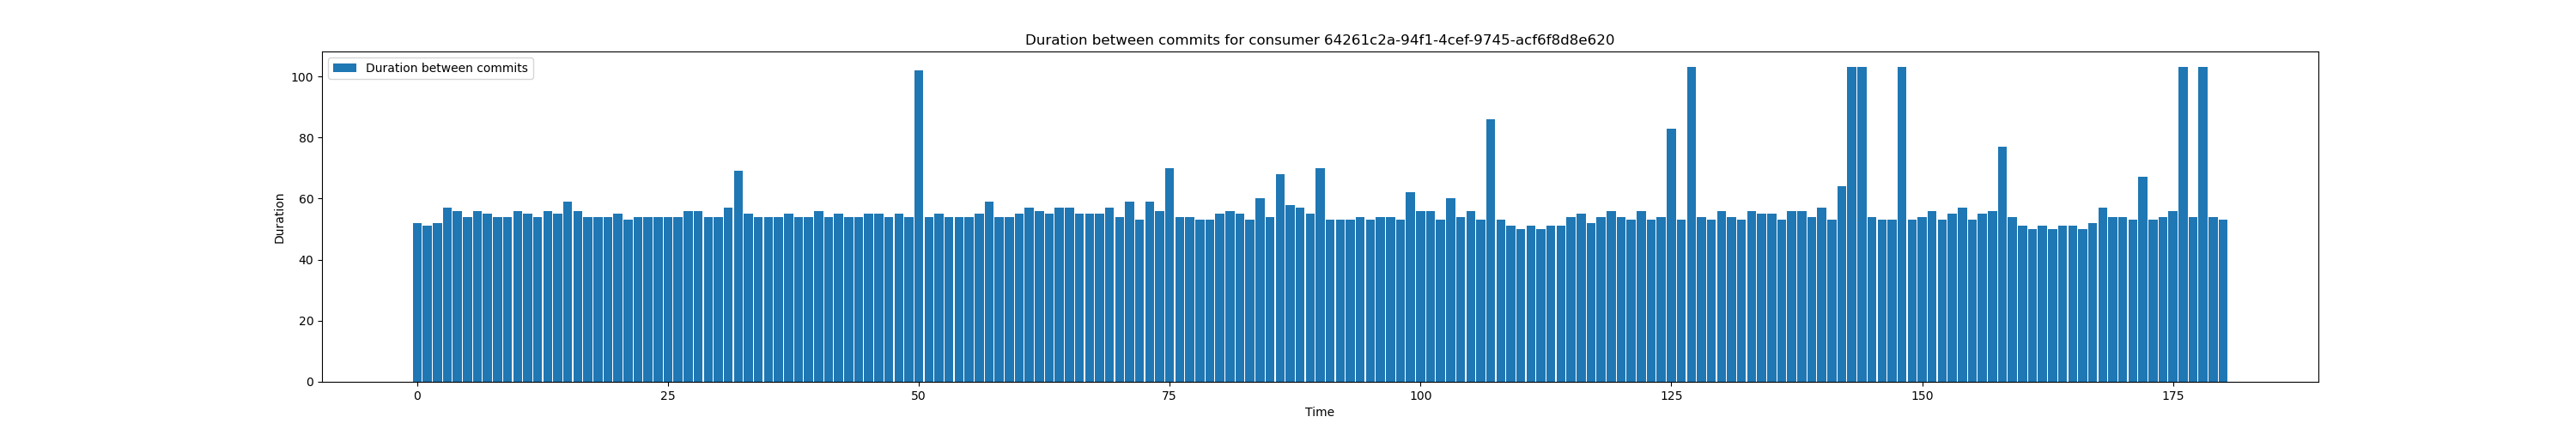 Duration between commits for consumer 64261c2a-94f1-4cef-9745-acf6f8d8e620
Duration between commits
100
80
60
40
20
0
Duration
0 25 50 75 100 125 150 175
Time